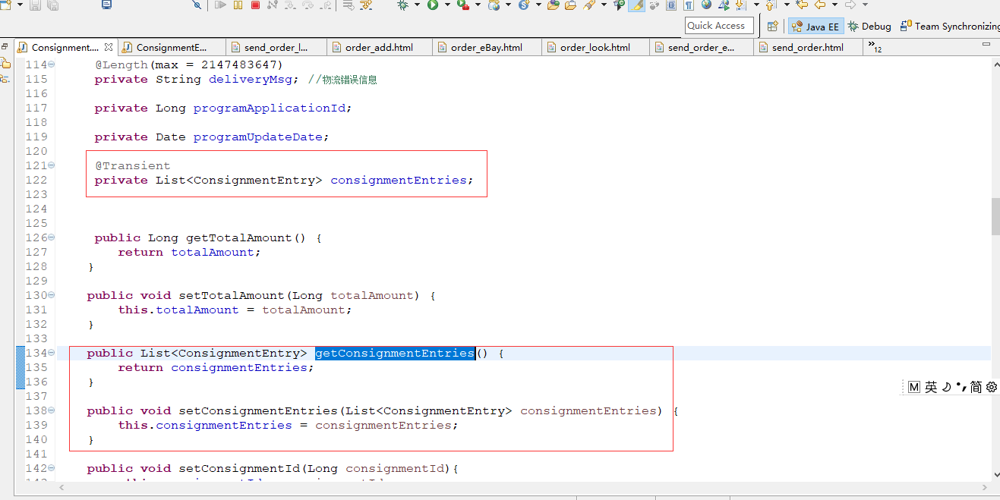 Quick Access
Java EE
Debug
Team Synchronizing
Consignment....
ConsignmentE...
send_order_l...
order_add.html
order_eBay.html
order_look.html
send_order_e...
send_order.html
»12
114 @Length(max = 2147483647)
115 private String deliveryMsg; //物流错误信息
116
117 private Long programApplicationId;
118
119 private Date programUpdateDate;
120
121 @Transient
122 private List<ConsignmentEntry> consignmentEntries;
123
124
125
126 public Long getTotalAmount() {
127 return totalAmount;
128 }
129
130 public void setTotalAmount(Long totalAmount) {
131 this.totalAmount = totalAmount;
132 }
133
134 public List<ConsignmentEntry> getConsignmentEntries() {
135 return consignmentEntries;
136 }
137
138 public void setConsignmentEntries(List<ConsignmentEntry> consignmentEntries) {
139 this.consignmentEntries = consignmentEntries;
140 }
141
142 public void setConsignmentId(Long consignmentId){
M 英 简